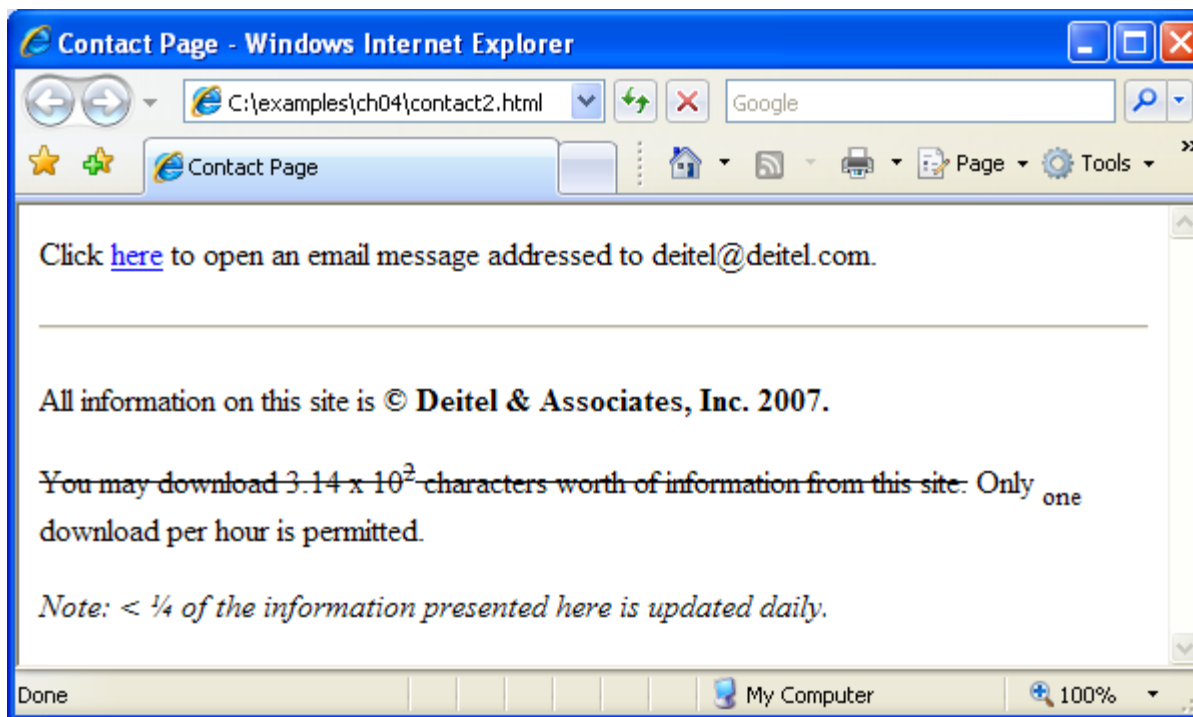 Contact Page - Windows Internet Explorer
C:\examples\ch04\contact2.html Google
Contact Page Page Tools »
Click here to open an email message addressed to deitel@deitel.com.
All information on this site is © Deitel & Associates, Inc. 2007.
You may download 3.14 x 10² characters worth of information from this site. Only one
download per hour is permitted.
Note: < ¼ of the information presented here is updated daily.
Done My Computer 100%